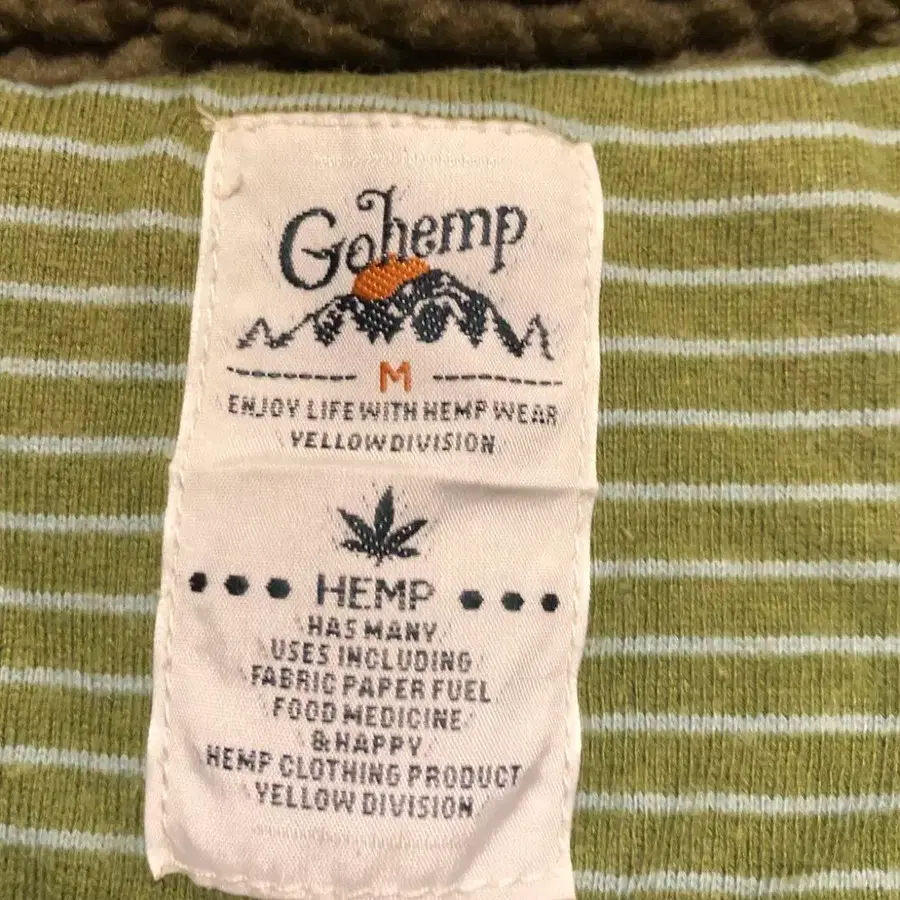 Gohemp
M
ENJOY LIFE WITH HEMP WEAR
YELLOW DIVISION
HEMP
HAS MANY
USES INCLUDING
FABRIC PAPER FUEL
FOOD MEDICINE
& HAPPY
HEMP CLOTHING PRODUCT
YELLOW DIVISION